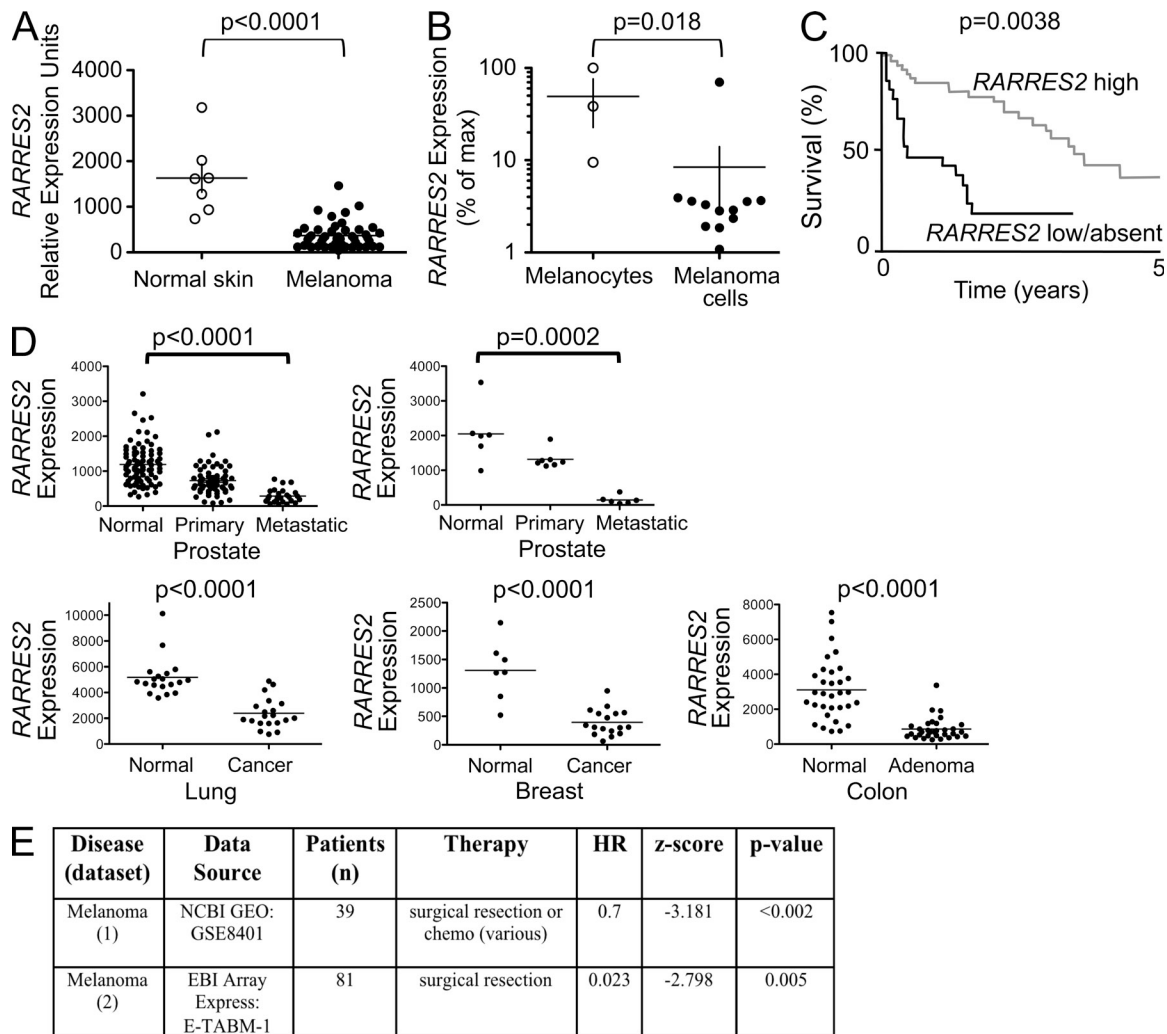 A
p<0.0001
RARRES2
Relative Expression Units
4000
3000
2000
1000
0
Normal skin
Melanoma
B
p=0.018
RARRES2 Expression
(% of max)
100
10
1
Melanocytes
Melanoma
cells
C
p=0.0038
Survival (%)
100
50
0
RARRES2 high
RARRES2 low/absent
0
5
Time (years)
D
p<0.0001
RARRES2
Expression
4000
3000
2000
1000
0
Normal
Primary
Metastatic
Prostate
p=0.0002
RARRES2
Expression
4000
3000
2000
1000
0
Normal
Primary
Metastatic
Prostate
p<0.0001
RARRES2
Expression
10000
8000
6000
4000
2000
0
Normal
Cancer
Lung
p<0.0001
RARRES2
Expression
2500
2000
1500
1000
500
0
Normal
Cancer
Breast
p<0.0001
RARRES2
Expression
8000
6000
4000
2000
0
Normal
Adenoma
Colon
E
Disease
(dataset)
Data
Source
Patients
(n)
Therapy
HR
z-score
p-value
Melanoma
(1)
NCBI GEO:
GSE8401
39
surgical resection or
chemo (various)
0.7
-3.181
<0.002
Melanoma
(2)
EBI Array
Express:
E-TABM-1
81
surgical resection
0.023
-2.798
0.005